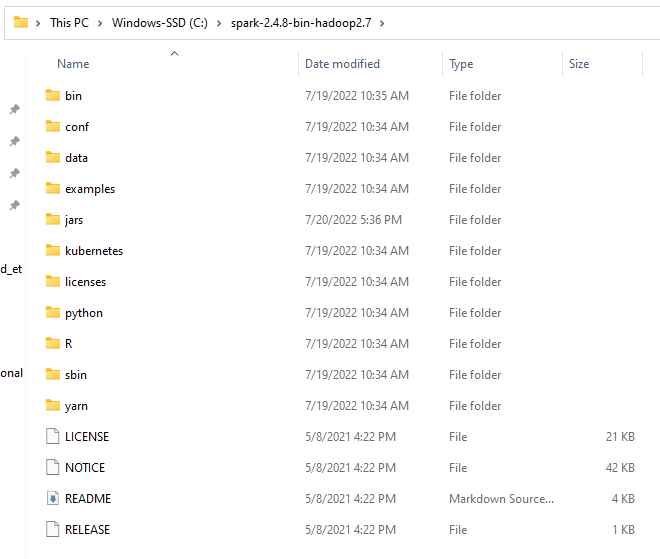 This PC > Windows-SSD (C:) > spark-2.4.8-bin-hadoop2.7 >
Name Date modified Type Size
bin 7/19/2022 10:35 AM File folder
conf 7/19/2022 10:34 AM File folder
data 7/19/2022 10:34 AM File folder
examples 7/19/2022 10:34 AM File folder
jars 7/20/2022 5:36 PM File folder
kubernetes 7/19/2022 10:34 AM File folder
d_et
licenses 7/19/2022 10:34 AM File folder
python 7/19/2022 10:34 AM File folder
R 7/19/2022 10:34 AM File folder
onal
sbin 7/19/2022 10:34 AM File folder
yarn 7/19/2022 10:34 AM File folder
LICENSE 5/8/2021 4:22 PM File 21 KB
NOTICE 5/8/2021 4:22 PM File 42 KB
README 5/8/2021 4:22 PM Markdown Source... 4 KB
RELEASE 5/8/2021 4:22 PM File 1 KB